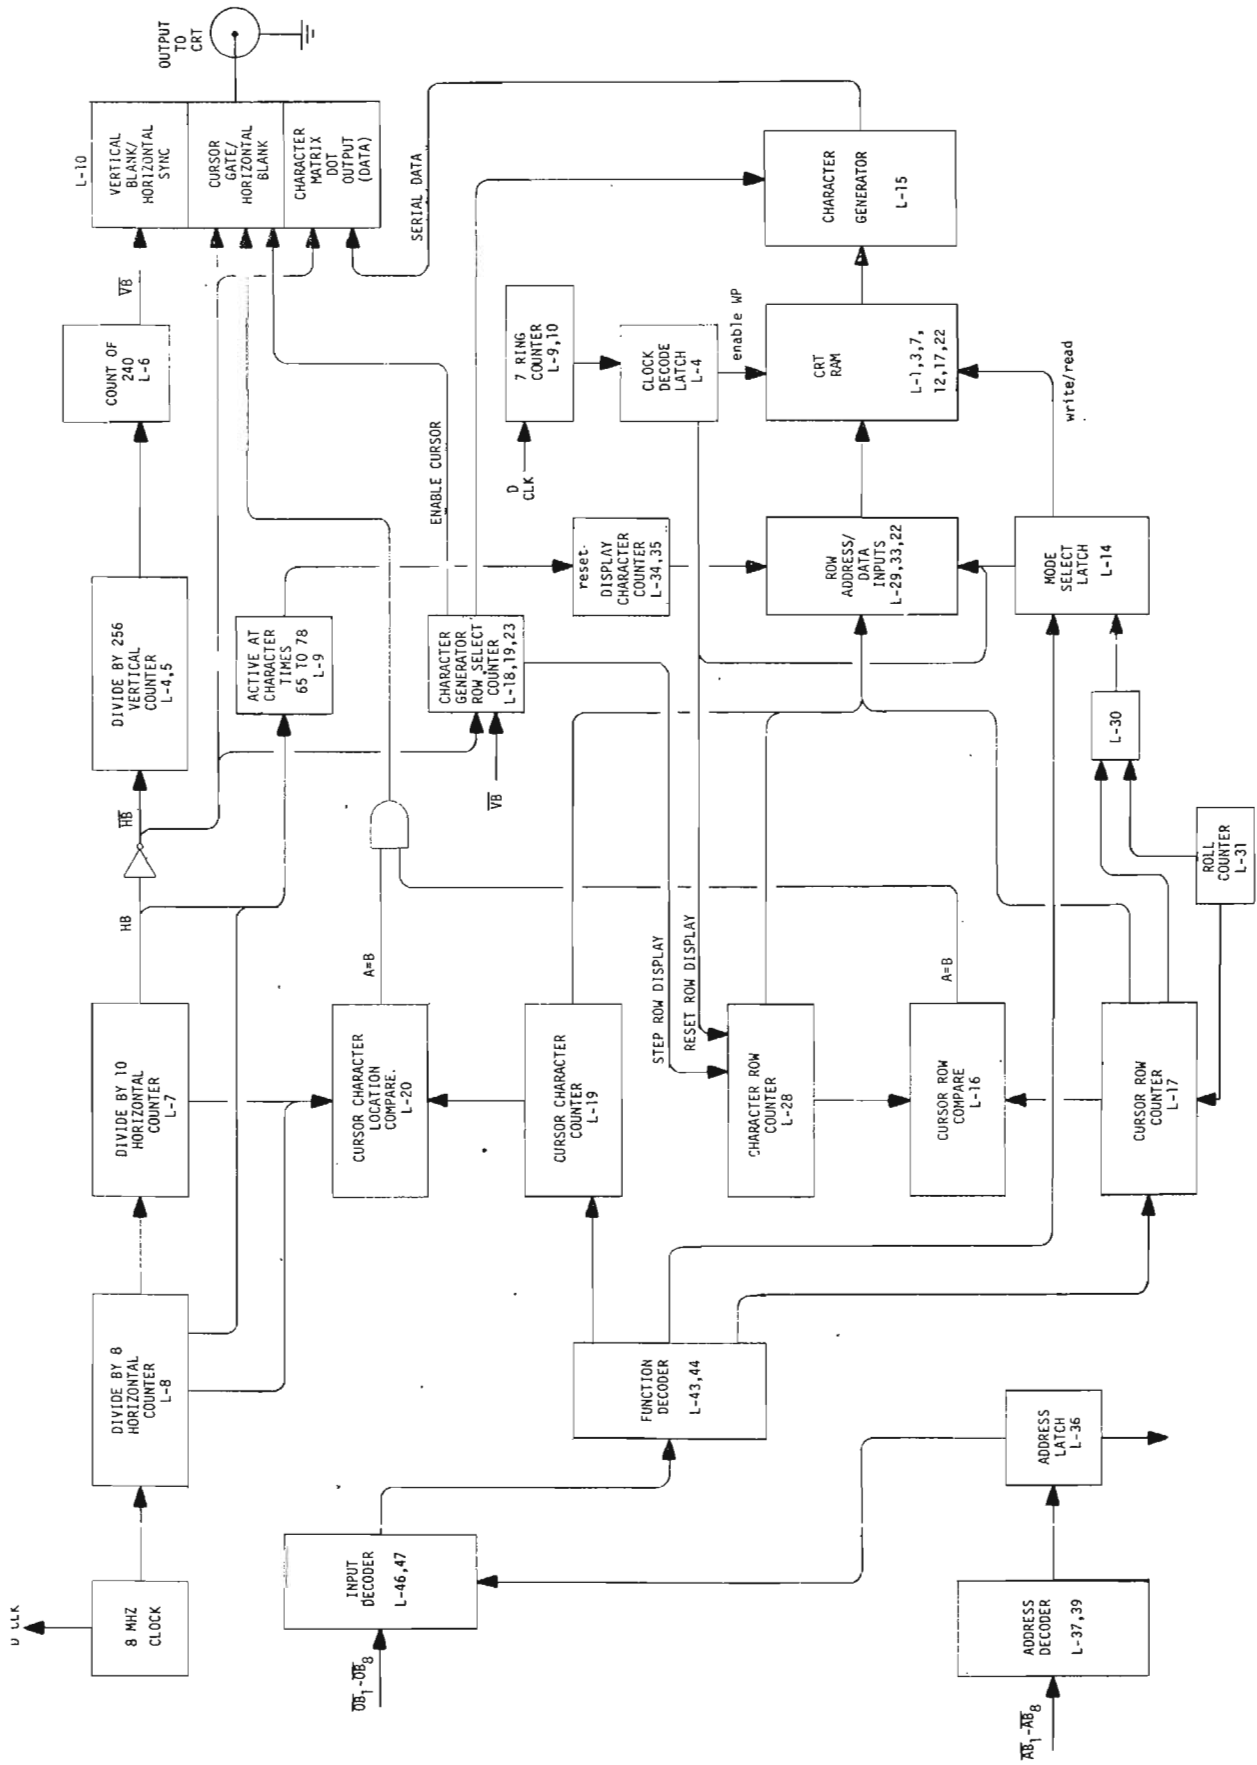 D CLK
8 MHZ
CLOCK
DIVIDE BY 8
HORIZONTAL
COUNTER
L-8
DIVIDE BY 10
HORIZONTAL
COUNTER
L-7
HB
H̅B̅
DIVIDE BY 256
VERTICAL
COUNTER
L-4,5
COUNT OF
240
L-6
V̅B̅
L-10
VERTICAL
BLANK/
HORIZONTAL
SYNC
CURSOR
GATE/
HORIZONTAL
BLANK
CHARACTER
MATRIX
DOT
OUTPUT
(DATA)
OUTPUT
TO
CRT
ACTIVE AT
CHARACTER
TIMES
65 TO 78
L-9
CURSOR CHARACTER
LOCATION
COMPARE.
L-20
A=B
CHARACTER
GENERATOR
ROW SELECT
COUNTER
L-18,19,23
V̅B̅
ENABLE CURSOR
SERIAL DATA
INPUT
DECODER
L-46,47
O̅B̅1-O̅B̅8
CURSOR CHARACTER
COUNTER
L-19
reset-
DISPLAY
CHARACTER
COUNTER
L-34,35
D
CLK
7 RING
COUNTER
L-9,10
CLOCK
DECODE
LATCH
L-4
enable WP
FUNCTION
DECODER
L-43,44
STEP ROW DISPLAY
RESET ROW DISPLAY
CHARACTER ROW
COUNTER
L-28
ROW
ADDRESS/
DATA
INPUTS
L-29,33,22
CRT
RAM
L-1,3,7,
12,17,22
CHARACTER
GENERATOR
L-15
CURSOR ROW
COMPARE
L-16
A=B
ADDRESS
DECODER
L-37,39
A̅B̅1-A̅B̅8
ADDRESS
LATCH
L-36
CURSOR ROW
COUNTER
L-17
L-30
MODE
SELECT
LATCH
L-14
write/read
ROLL
COUNTER
L-31